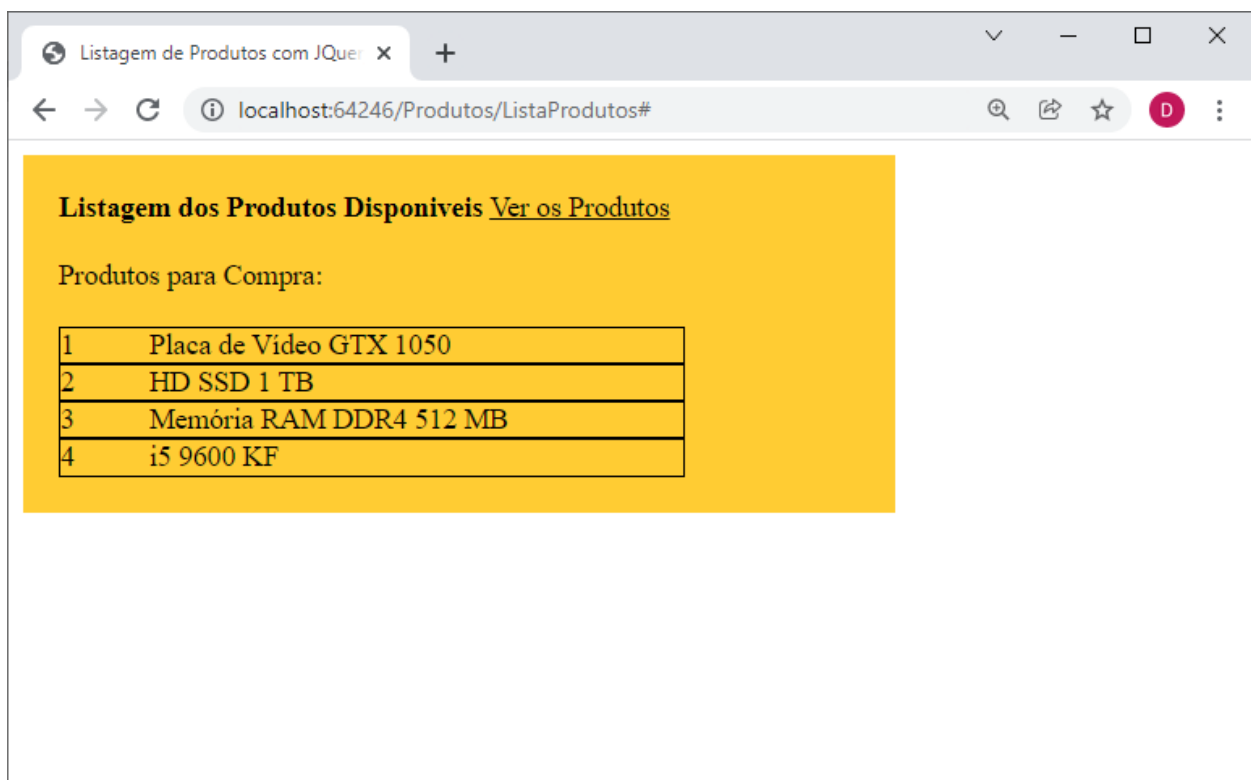 Listagem de Produtos com JQuer
localhost:64246/Produtos/ListaProdutos#
D
Listagem dos Produtos Disponiveis Ver os Produtos
Produtos para Compra:
1 Placa de Vídeo GTX 1050
2 HD SSD 1 TB
3 Memória RAM DDR4 512 MB
4 i5 9600 KF